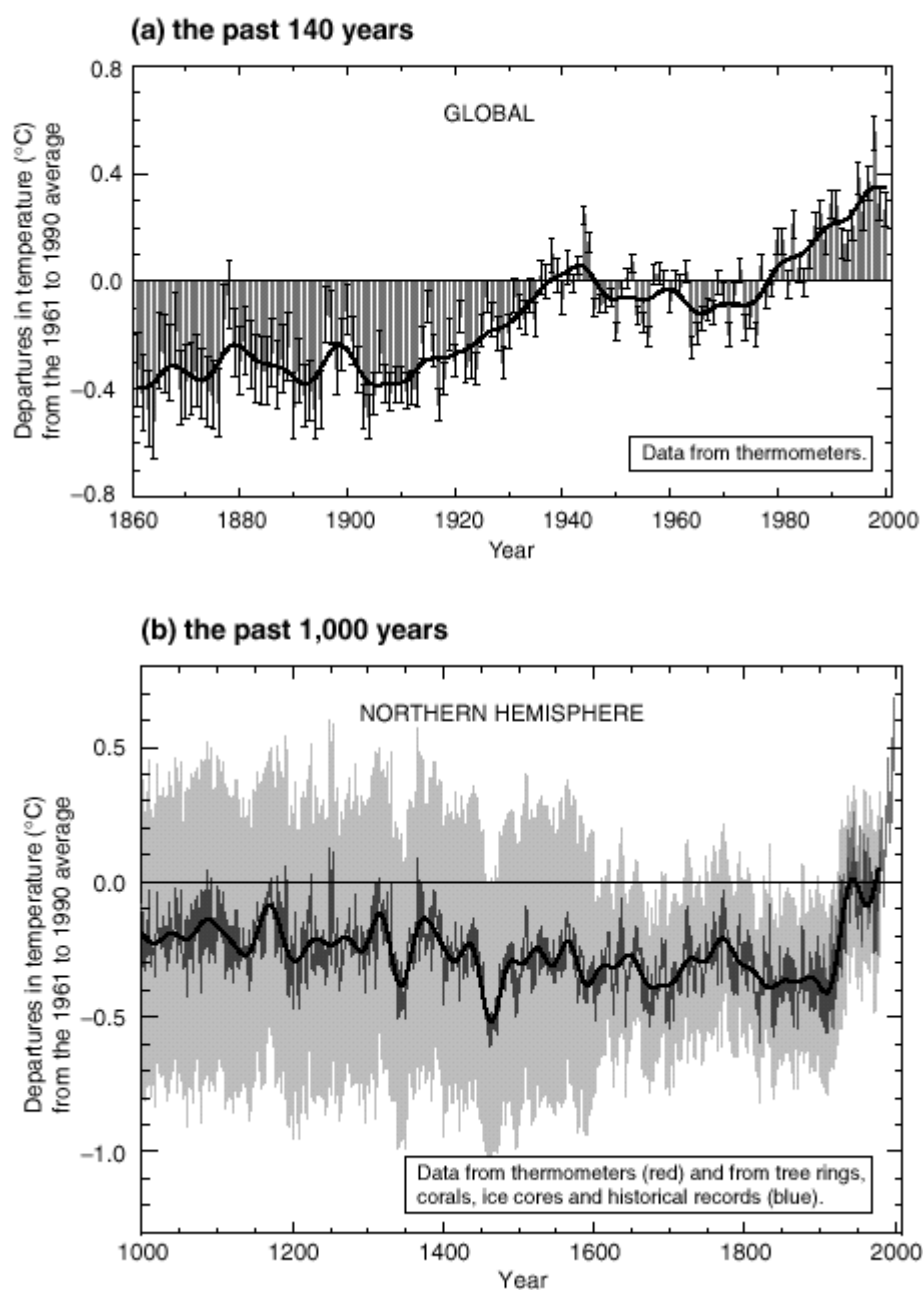 (a) the past 140 years
GLOBAL
Departures in temperature (°C)
from the 1961 to 1990 average
0.8
0.4
0.0
−0.4
−0.8
Data from thermometers.
1860 1880 1900 1920 1940 1960 1980 2000
Year
(b) the past 1,000 years
NORTHERN HEMISPHERE
Departures in temperature (°C)
from the 1961 to 1990 average
0.5
0.0
−0.5
−1.0
Data from thermometers (red) and from tree rings,
corals, ice cores and historical records (blue).
1000 1200 1400 1600 1800 2000
Year